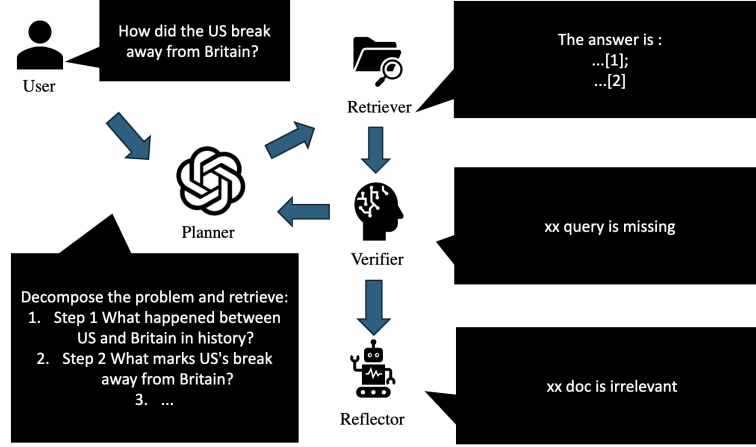 How did the US break
away from Britain?
User
The answer is :
...[1];
...[2]
Retriever
Planner
xx query is missing
Verifier
Decompose the problem and retrieve:
1. Step 1 What happened between
US and Britain in history?
2. Step 2 What marks US's break
away from Britain?
3. ...
xx doc is irrelevant
Reflector